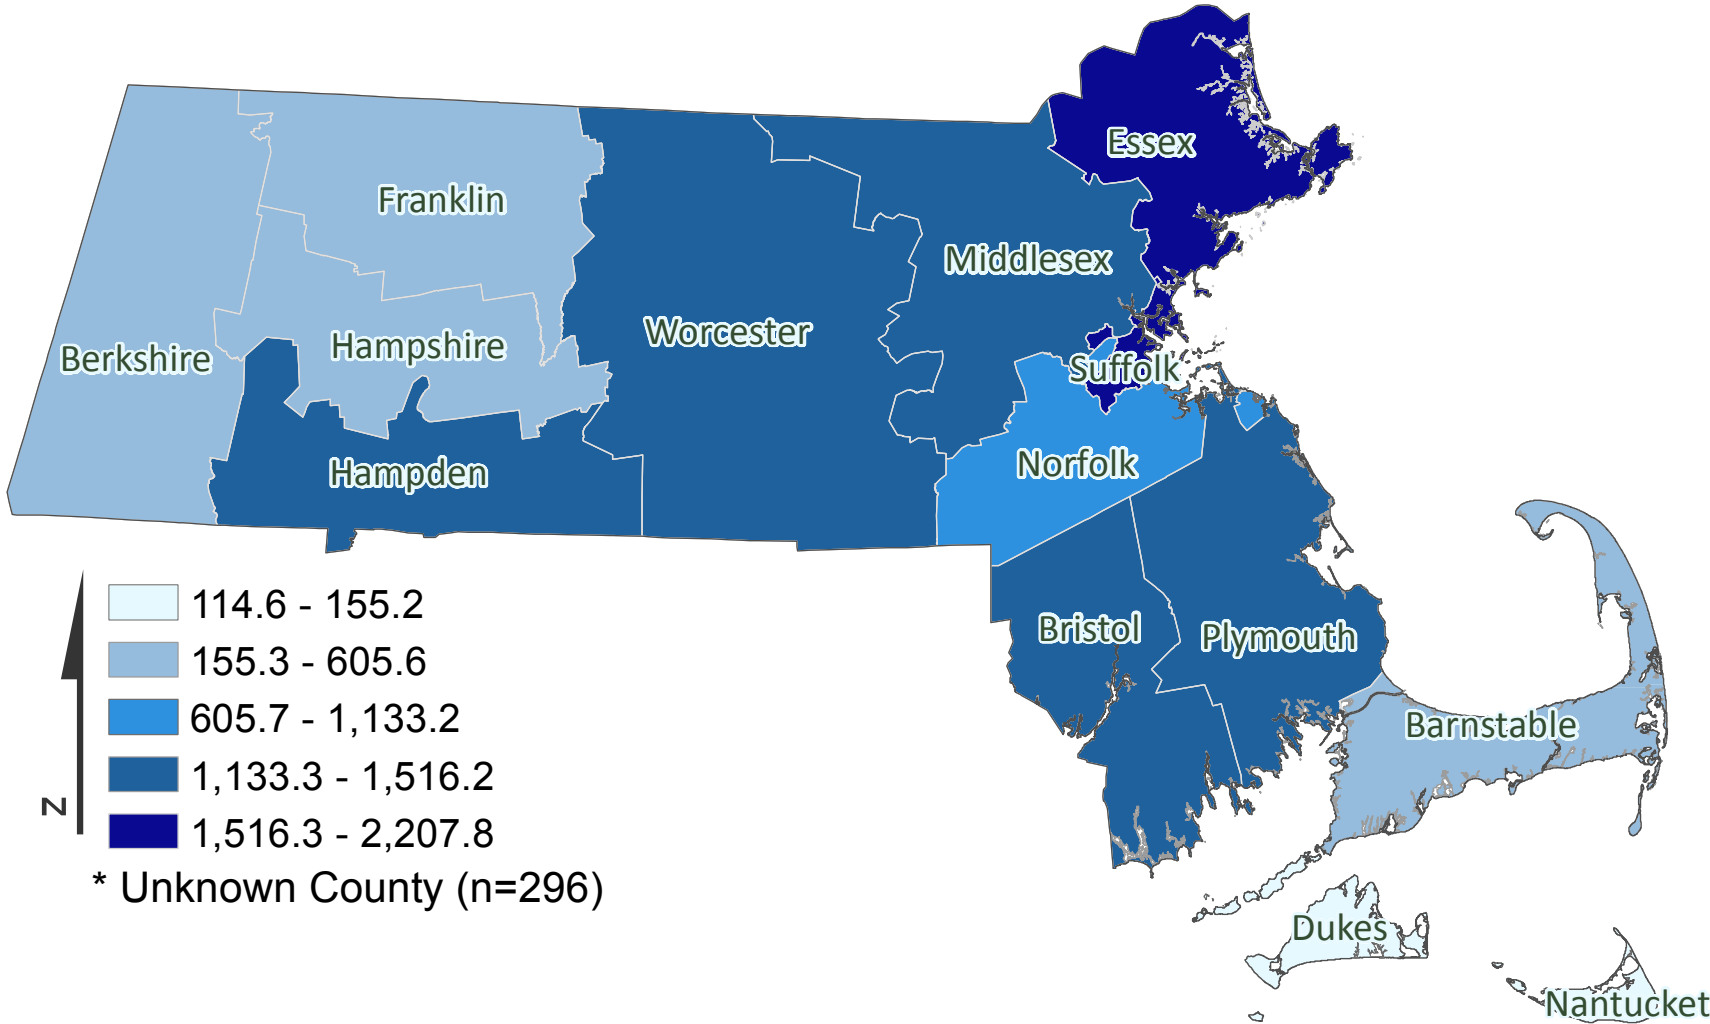 Essex
Franklin
Middlesex
Worcester
Hampshire
Berkshire
Suffolk
Norfolk
Hampden
114.6 - 155.2
155.3 - 605.6
605.7 - 1,133.2
1,133.3 - 1,516.2
1,516.3 - 2,207.8
* Unknown County (n=296)
N
Bristol
Plymouth
Barnstable
Dukes
Nantucket